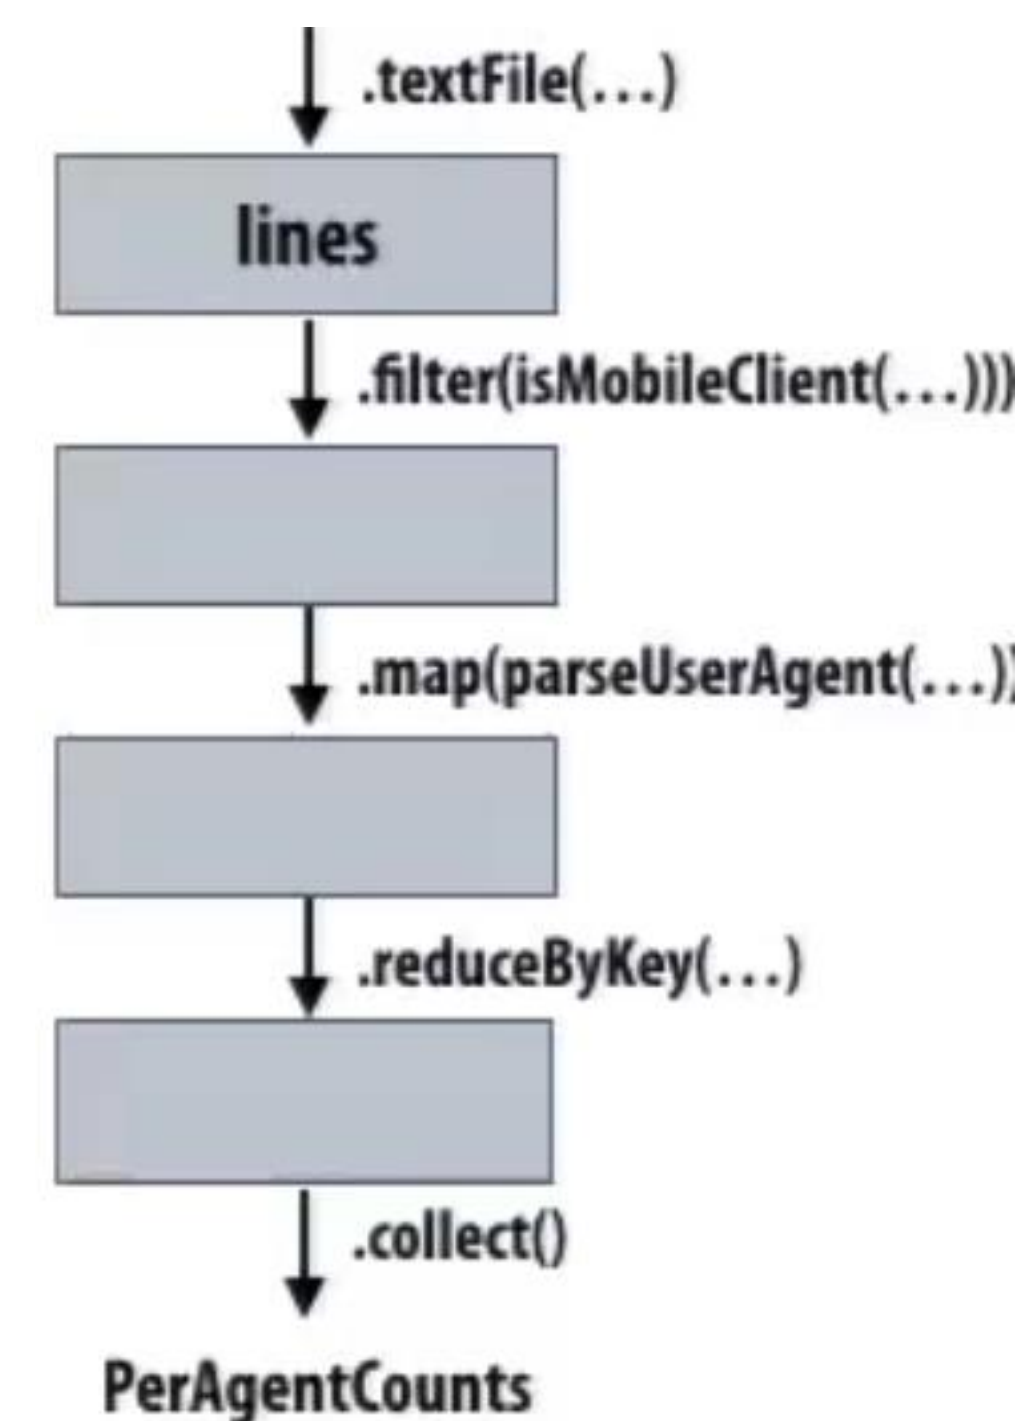 .textFile(...)
lines
.filter(isMobileClient(...)))
.map(parseUserAgent(...))
.reduceByKey(...)
.collect()
PerAgentCounts